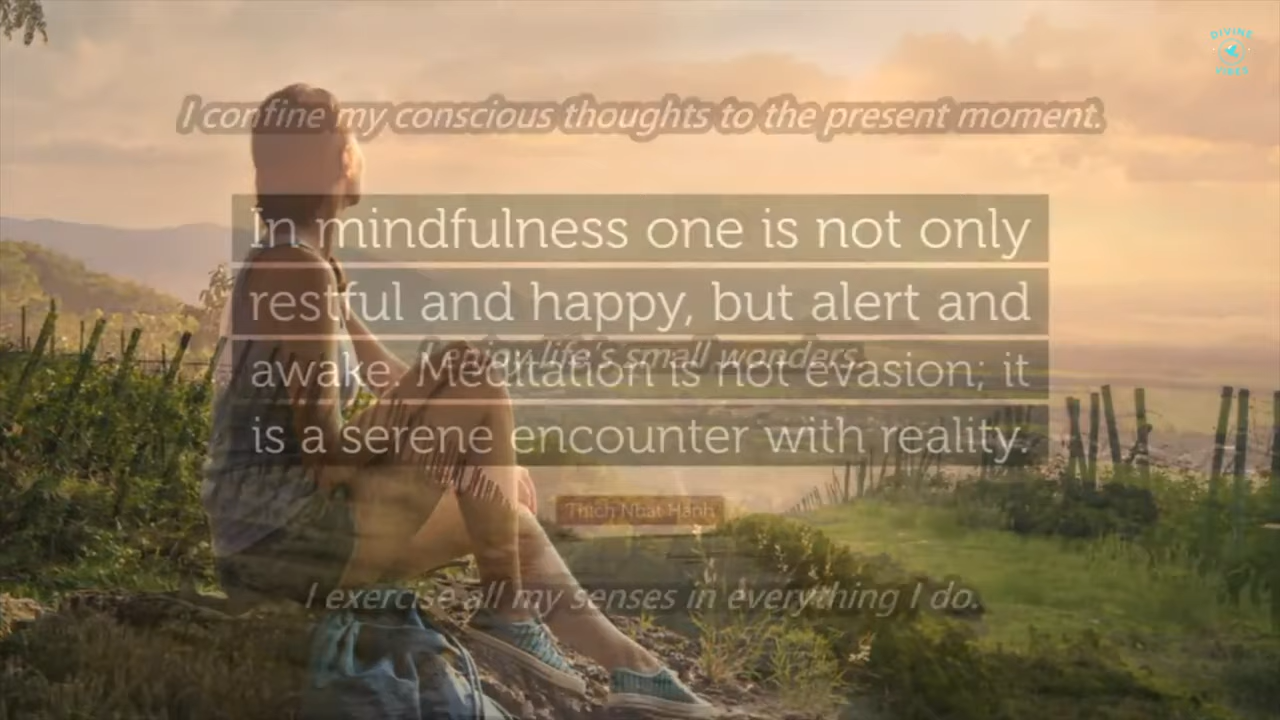 DIVINE
VIBES
I confine my conscious thoughts to the present moment.
In mindfulness one is not only
restful and happy, but alert and
I enjoy life's small wonders.
awake. Meditation is not evasion; it
is a serene encounter with reality.
Thich Nhat Hanh
I exercise all my senses in everything I do.